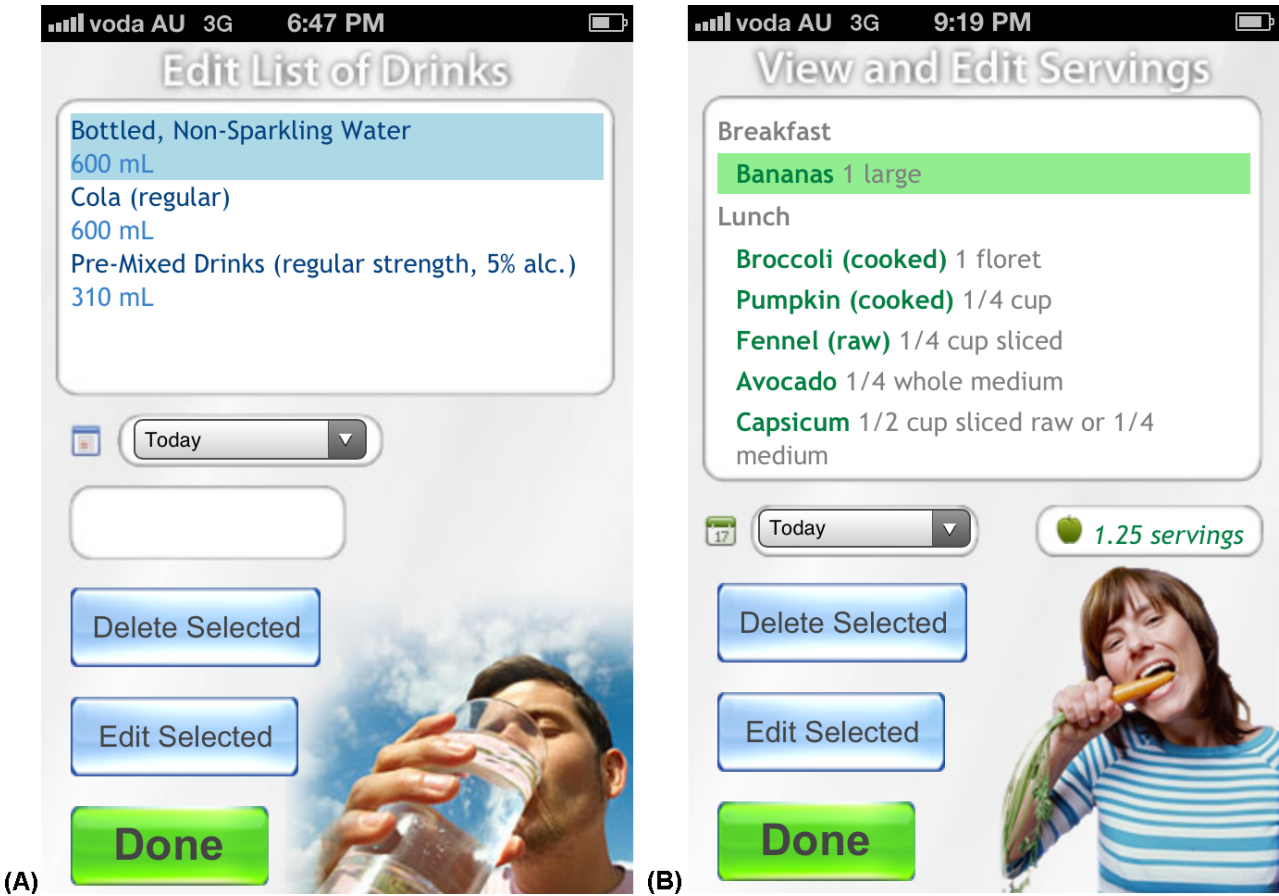 voda AU 3G 6:47 PM
Edit List of Drinks
Bottled, Non-Sparkling Water
600 mL
Cola (regular)
600 mL
Pre-Mixed Drinks (regular strength, 5% alc.)
310 mL
Today
Delete Selected
Edit Selected
Done
(A)
voda AU 3G 9:19 PM
View and Edit Servings
Breakfast
Bananas 1 large
Lunch
Broccoli (cooked) 1 floret
Pumpkin (cooked) 1/4 cup
Fennel (raw) 1/4 cup sliced
Avocado 1/4 whole medium
Capsicum 1/2 cup sliced raw or 1/4
medium
17
Today
1.25 servings
Delete Selected
Edit Selected
Done
(B)